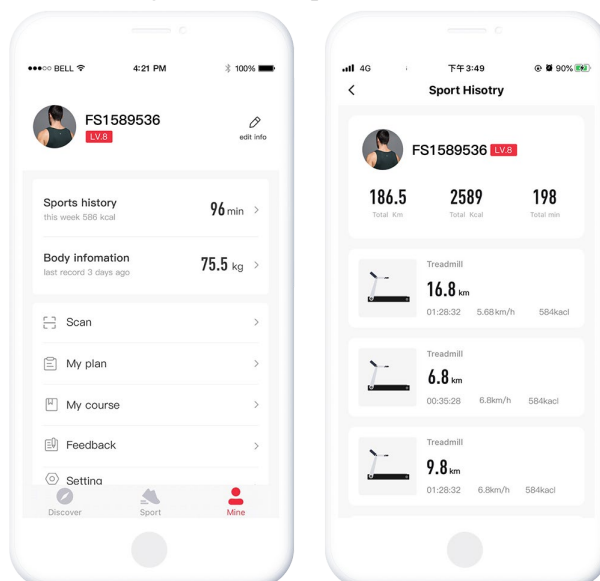 BELL 4:21 PM 100%
FS1589536
LV.8
edit info
Sports history
this week 586 kcal
96 min
Body infomation
last record 3 days ago
75.5 kg
Scan
My plan
My course
Feedback
Setting
Discover Sport Mine
4G 下午3:49 90%
Sport Hisotry
FS1589536 LV.8
186.5 2589 198
Total Km Total Kcal Total min
Treadmill
16.8 km
01:28:32 5.68km/h 584kacl
Treadmill
6.8 km
00:35:28 6.8km/h 584kacl
Treadmill
9.8 km
01:28:32 6.8km/h 584kacl